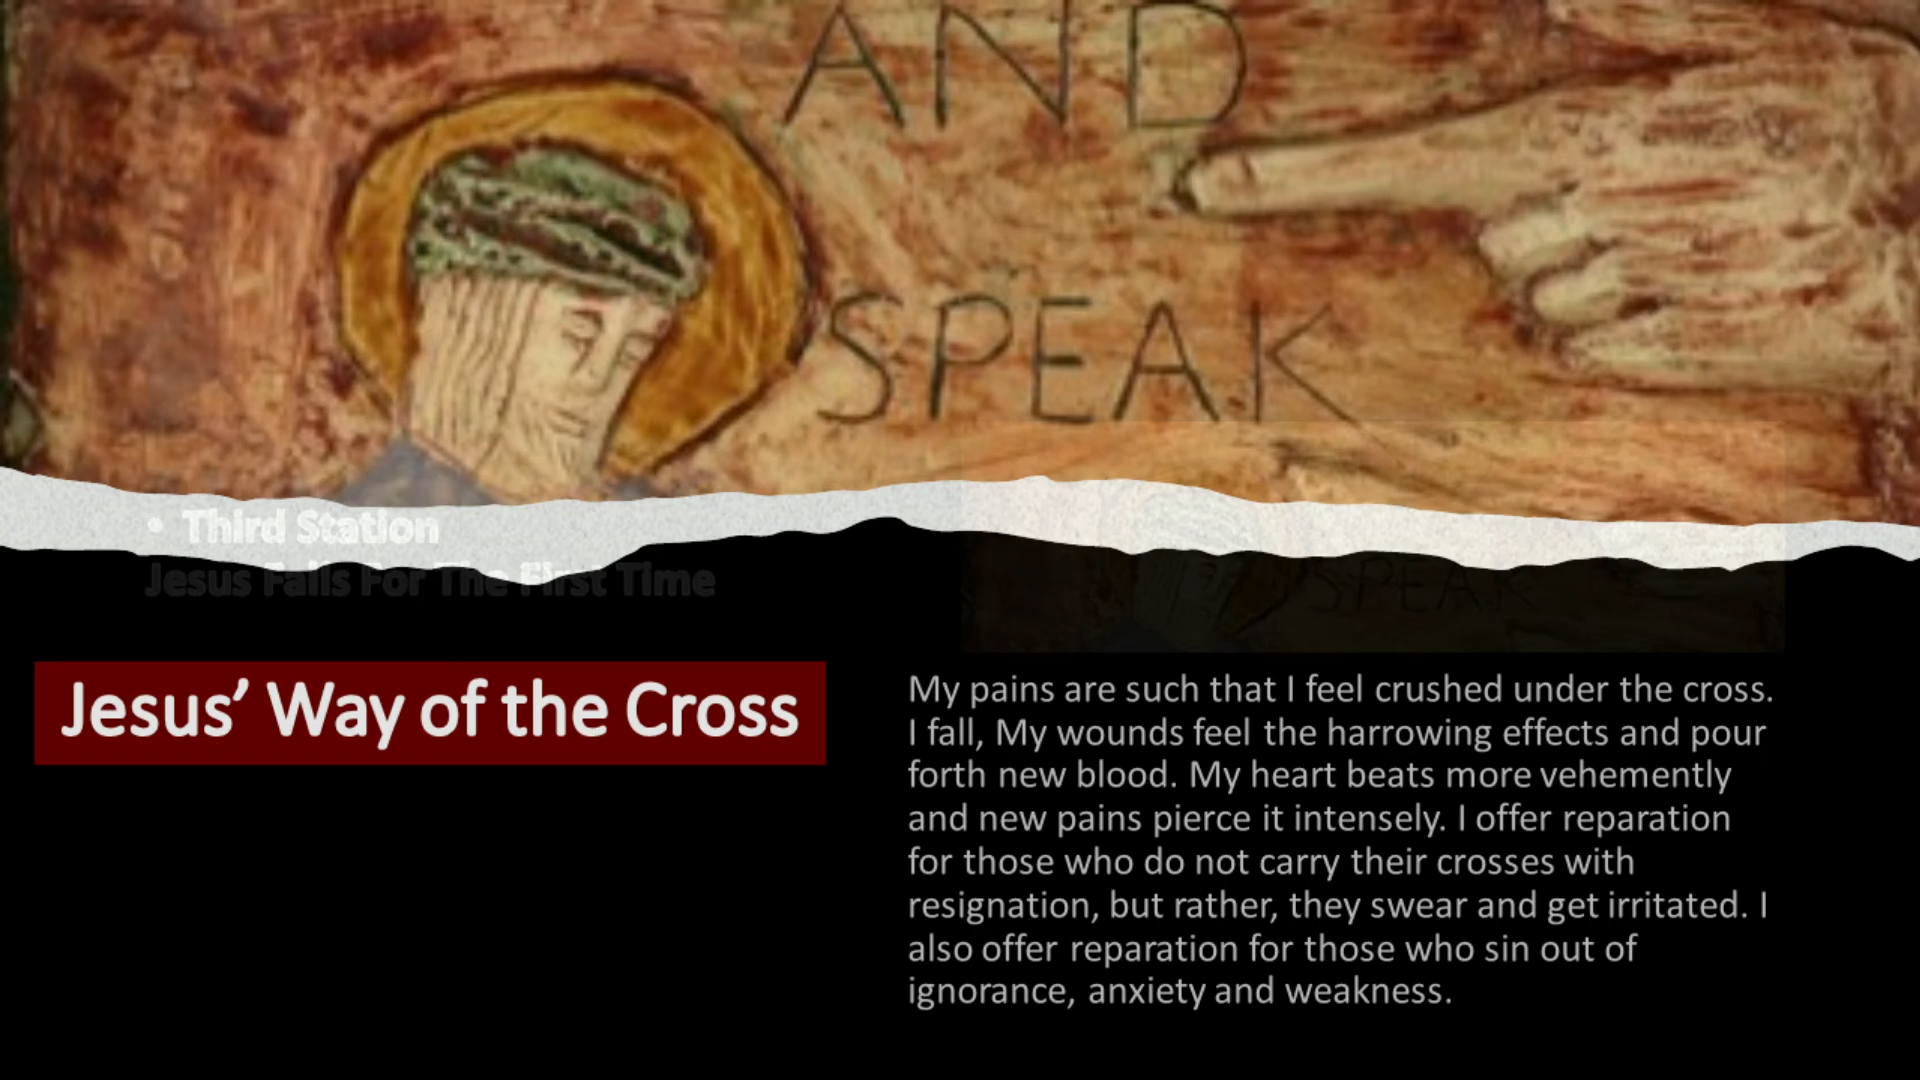 AND
SPEAK
• Third Station
Jesus Falls For The First Time
SPEAK
Jesus’ Way of the Cross
My pains are such that I feel crushed under the cross.
I fall, My wounds feel the harrowing effects and pour
forth new blood. My heart beats more vehemently
and new pains pierce it intensely. I offer reparation
for those who do not carry their crosses with
resignation, but rather, they swear and get irritated. I
also offer reparation for those who sin out of
ignorance, anxiety and weakness.